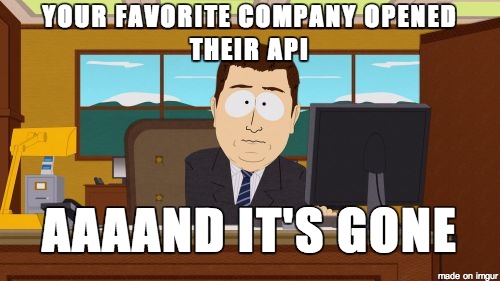 YOUR FAVORITE COMPANY OPENED
THEIR API
AAAAND IT'S GONE
made on imgur